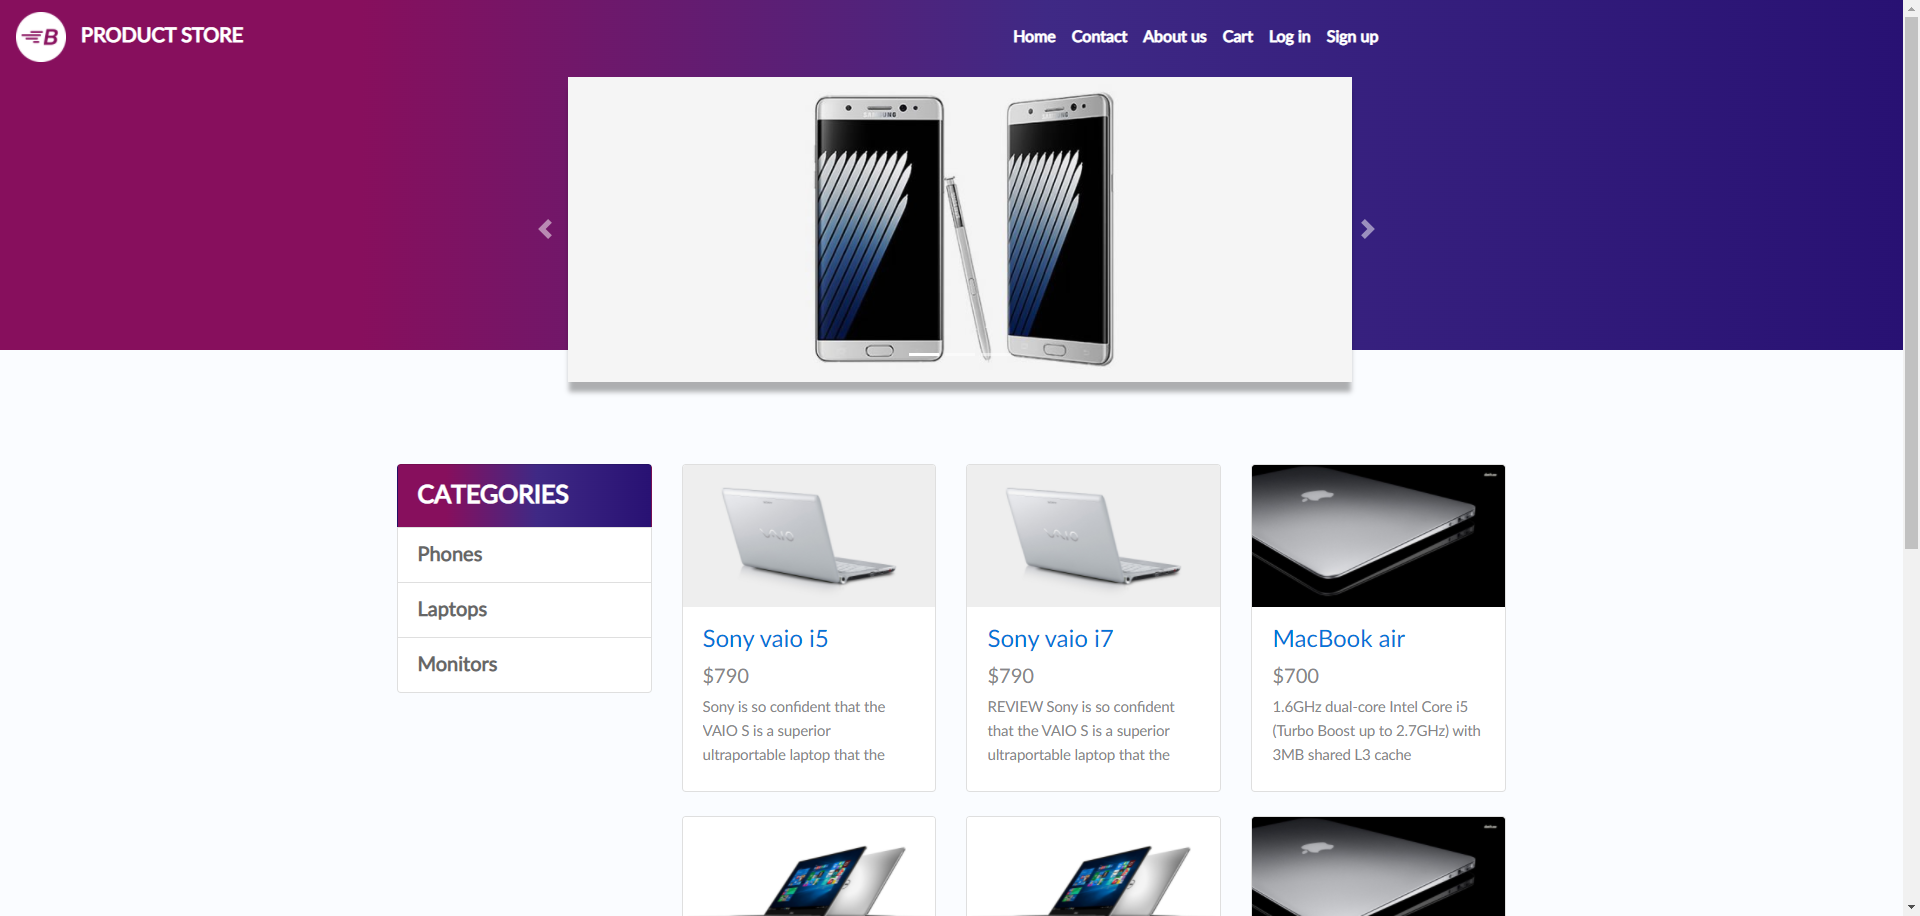 B
PRODUCT STORE
Home Contact About us Cart Log in Sign up
SAMSUNG
CATEGORIES
Phones
Laptops
Monitors
VAIO
Sony vaio i5
$790
Sony is so confident that the
VAIO S is a superior
ultraportable laptop that the
VAIO
Sony vaio i7
$790
REVIEW Sony is so confident
that the VAIO S is a superior
ultraportable laptop that the
MacBook air
$700
1.6GHz dual-core Intel Core i5
(Turbo Boost up to 2.7GHz) with
3MB shared L3 cache